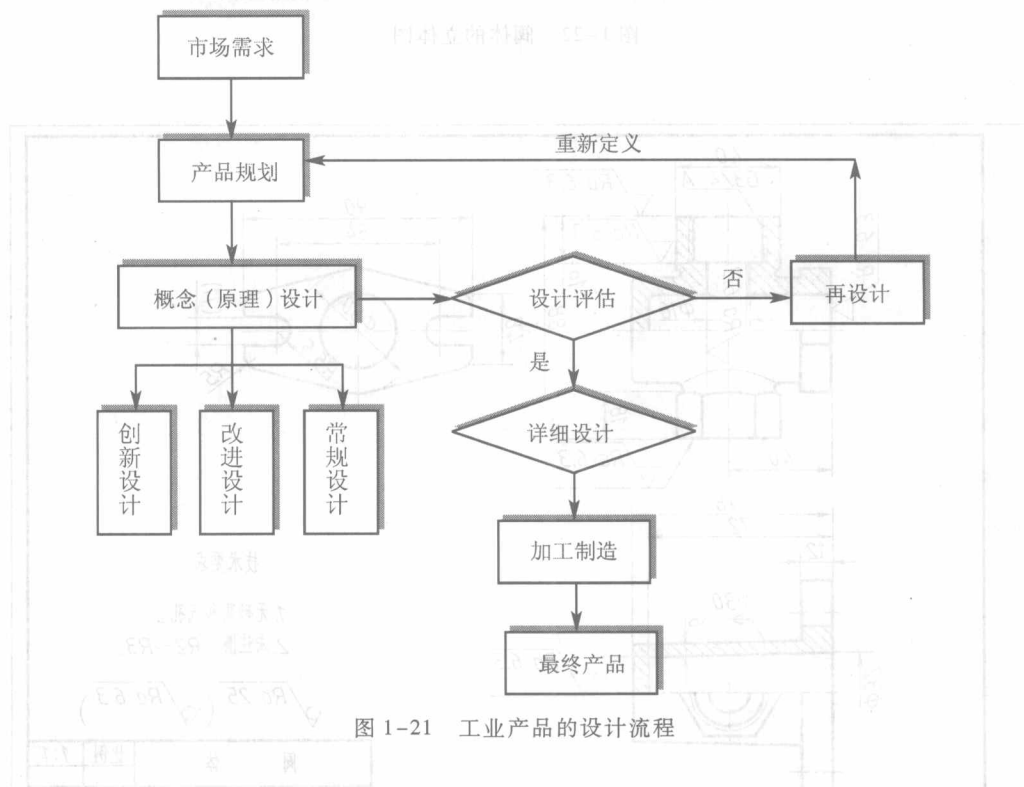 市场需求
产品规划
重新定义
概念(原理)设计
设计评估
否
再设计
是
创新设计
改进设计
常规设计
详细设计
加工制造
最终产品
图 1-21 工业产品的设计流程